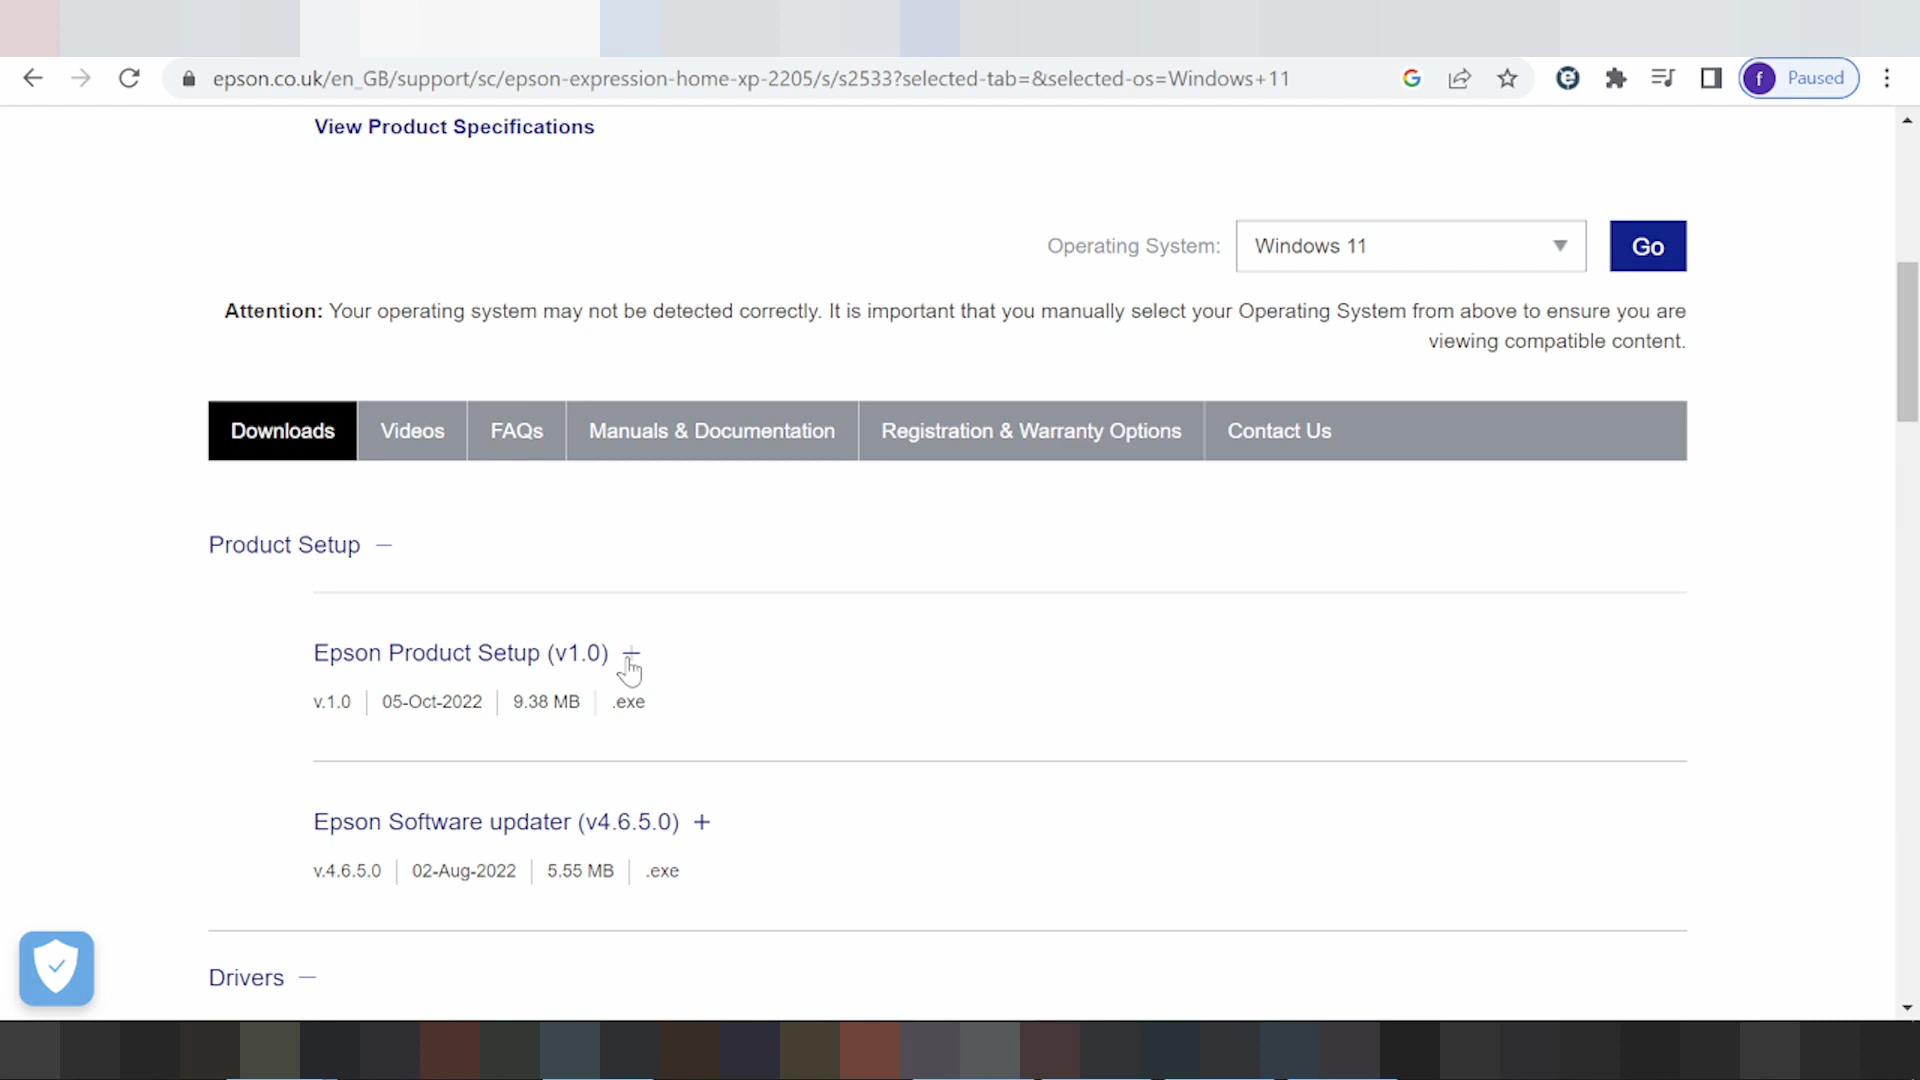 epson.co.uk/en_GB/support/sc/epson-expression-home-xp-2205/s/s2533?selected-tab=&selected-os=Windows+11
f Paused
View Product Specifications
Operating System: Windows 11 Go
Attention: Your operating system may not be detected correctly. It is important that you manually select your Operating System from above to ensure you are
viewing compatible content.
Downloads Videos FAQs Manuals & Documentation Registration & Warranty Options Contact Us
Product Setup —
Epson Product Setup (v1.0) +
v.1.0 | 05-Oct-2022 | 9.38 MB | .exe
Epson Software updater (v4.6.5.0) +
v.4.6.5.0 | 02-Aug-2022 | 5.55 MB | .exe
Drivers —